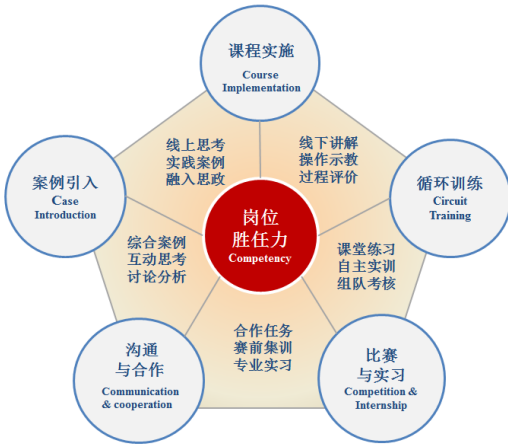 课程实施
Course
Implementation
线上思考
实践案例
融入思政
线下讲解
操作示教
过程评价
案例引入
Case
Introduction
岗位
胜任力
Competency
循环训练
Circuit
Training
综合案例
互动思考
讨论分析
课堂练习
自主实训
组队考核
合作任务
赛前集训
专业实习
沟通
与合作
Communication
& cooperation
比赛
与实习
Competition &
Internship